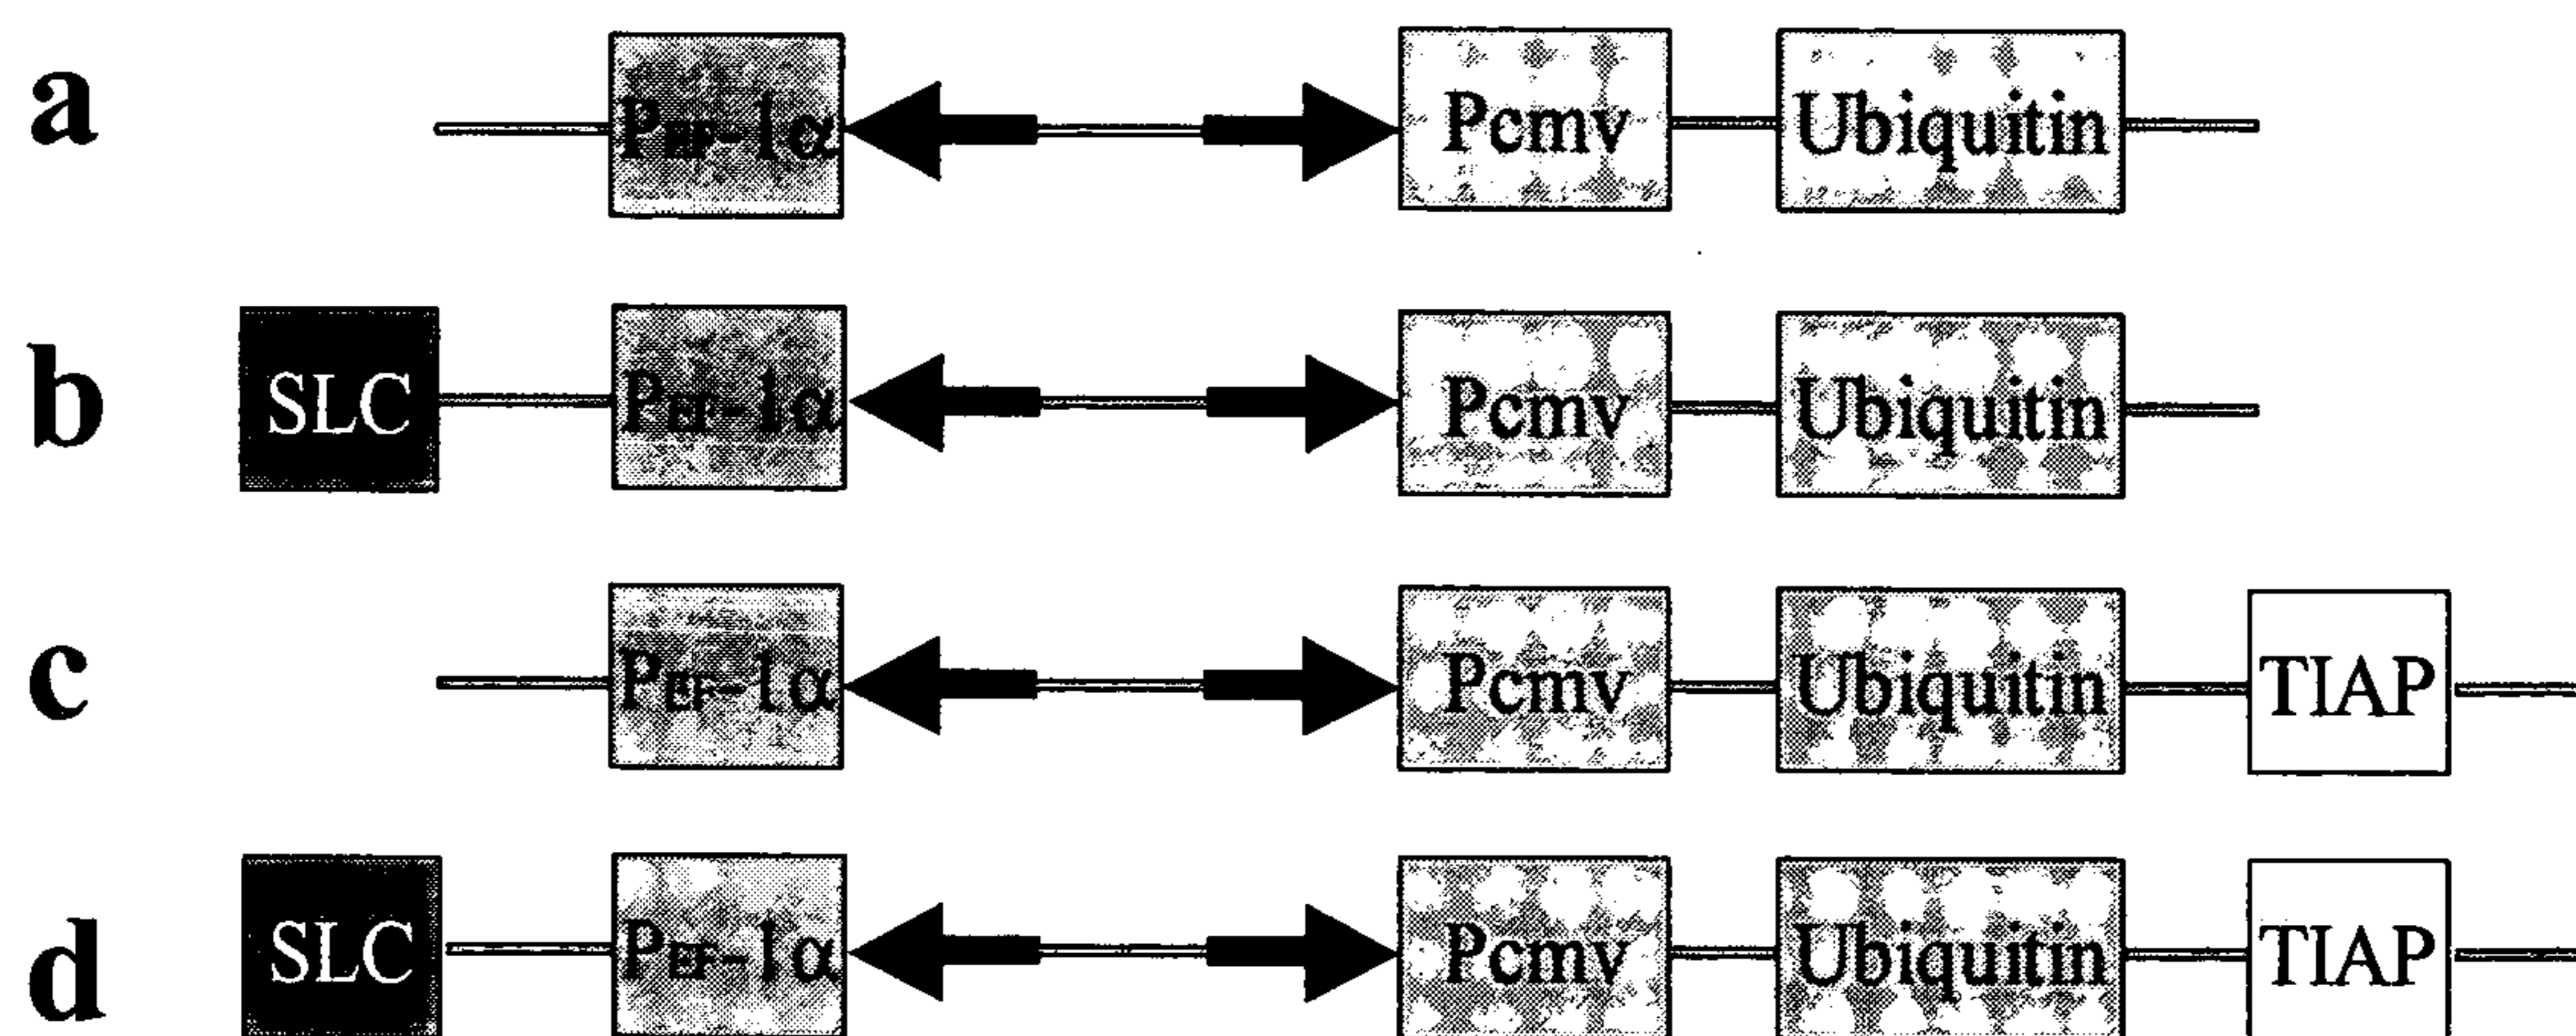 a PEF-1α Pcmv Ubiquitin
b SLC PEF-1α Pcmv Ubiquitin
c PEF-1α Pcmv Ubiquitin TIAP
d SLC PEF-1α Pcmv Ubiquitin TIAP